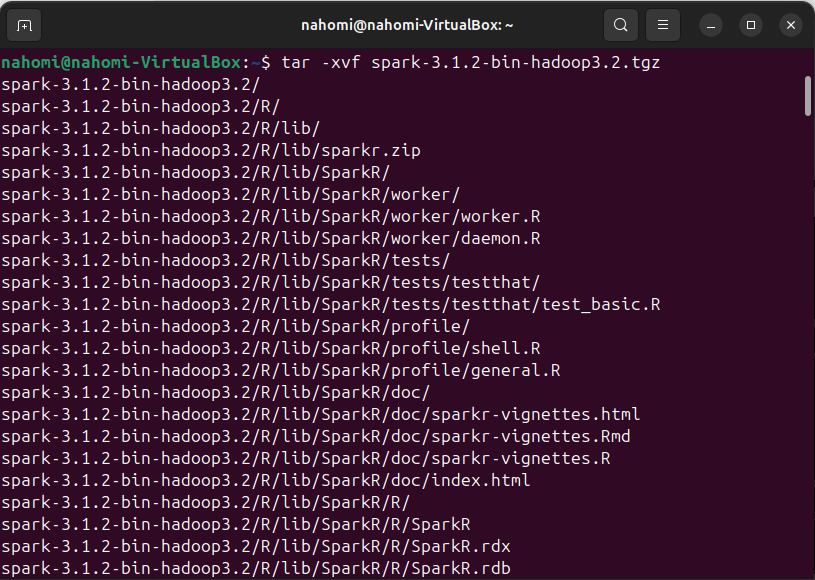 nahomi@nahomi-VirtualBox: ~
nahomi@nahomi-VirtualBox:~$ tar -xvf spark-3.1.2-bin-hadoop3.2.tgz
spark-3.1.2-bin-hadoop3.2/
spark-3.1.2-bin-hadoop3.2/R/
spark-3.1.2-bin-hadoop3.2/R/lib/
spark-3.1.2-bin-hadoop3.2/R/lib/sparkr.zip
spark-3.1.2-bin-hadoop3.2/R/lib/SparkR/
spark-3.1.2-bin-hadoop3.2/R/lib/SparkR/worker/
spark-3.1.2-bin-hadoop3.2/R/lib/SparkR/worker/worker.R
spark-3.1.2-bin-hadoop3.2/R/lib/SparkR/worker/daemon.R
spark-3.1.2-bin-hadoop3.2/R/lib/SparkR/tests/
spark-3.1.2-bin-hadoop3.2/R/lib/SparkR/tests/testthat/
spark-3.1.2-bin-hadoop3.2/R/lib/SparkR/tests/testthat/test_basic.R
spark-3.1.2-bin-hadoop3.2/R/lib/SparkR/profile/
spark-3.1.2-bin-hadoop3.2/R/lib/SparkR/profile/shell.R
spark-3.1.2-bin-hadoop3.2/R/lib/SparkR/profile/general.R
spark-3.1.2-bin-hadoop3.2/R/lib/SparkR/doc/
spark-3.1.2-bin-hadoop3.2/R/lib/SparkR/doc/sparkr-vignettes.html
spark-3.1.2-bin-hadoop3.2/R/lib/SparkR/doc/sparkr-vignettes.Rmd
spark-3.1.2-bin-hadoop3.2/R/lib/SparkR/doc/sparkr-vignettes.R
spark-3.1.2-bin-hadoop3.2/R/lib/SparkR/doc/index.html
spark-3.1.2-bin-hadoop3.2/R/lib/SparkR/R/
spark-3.1.2-bin-hadoop3.2/R/lib/SparkR/R/SparkR
spark-3.1.2-bin-hadoop3.2/R/lib/SparkR/R/SparkR.rdx
spark-3.1.2-bin-hadoop3.2/R/lib/SparkR/R/SparkR.rdb